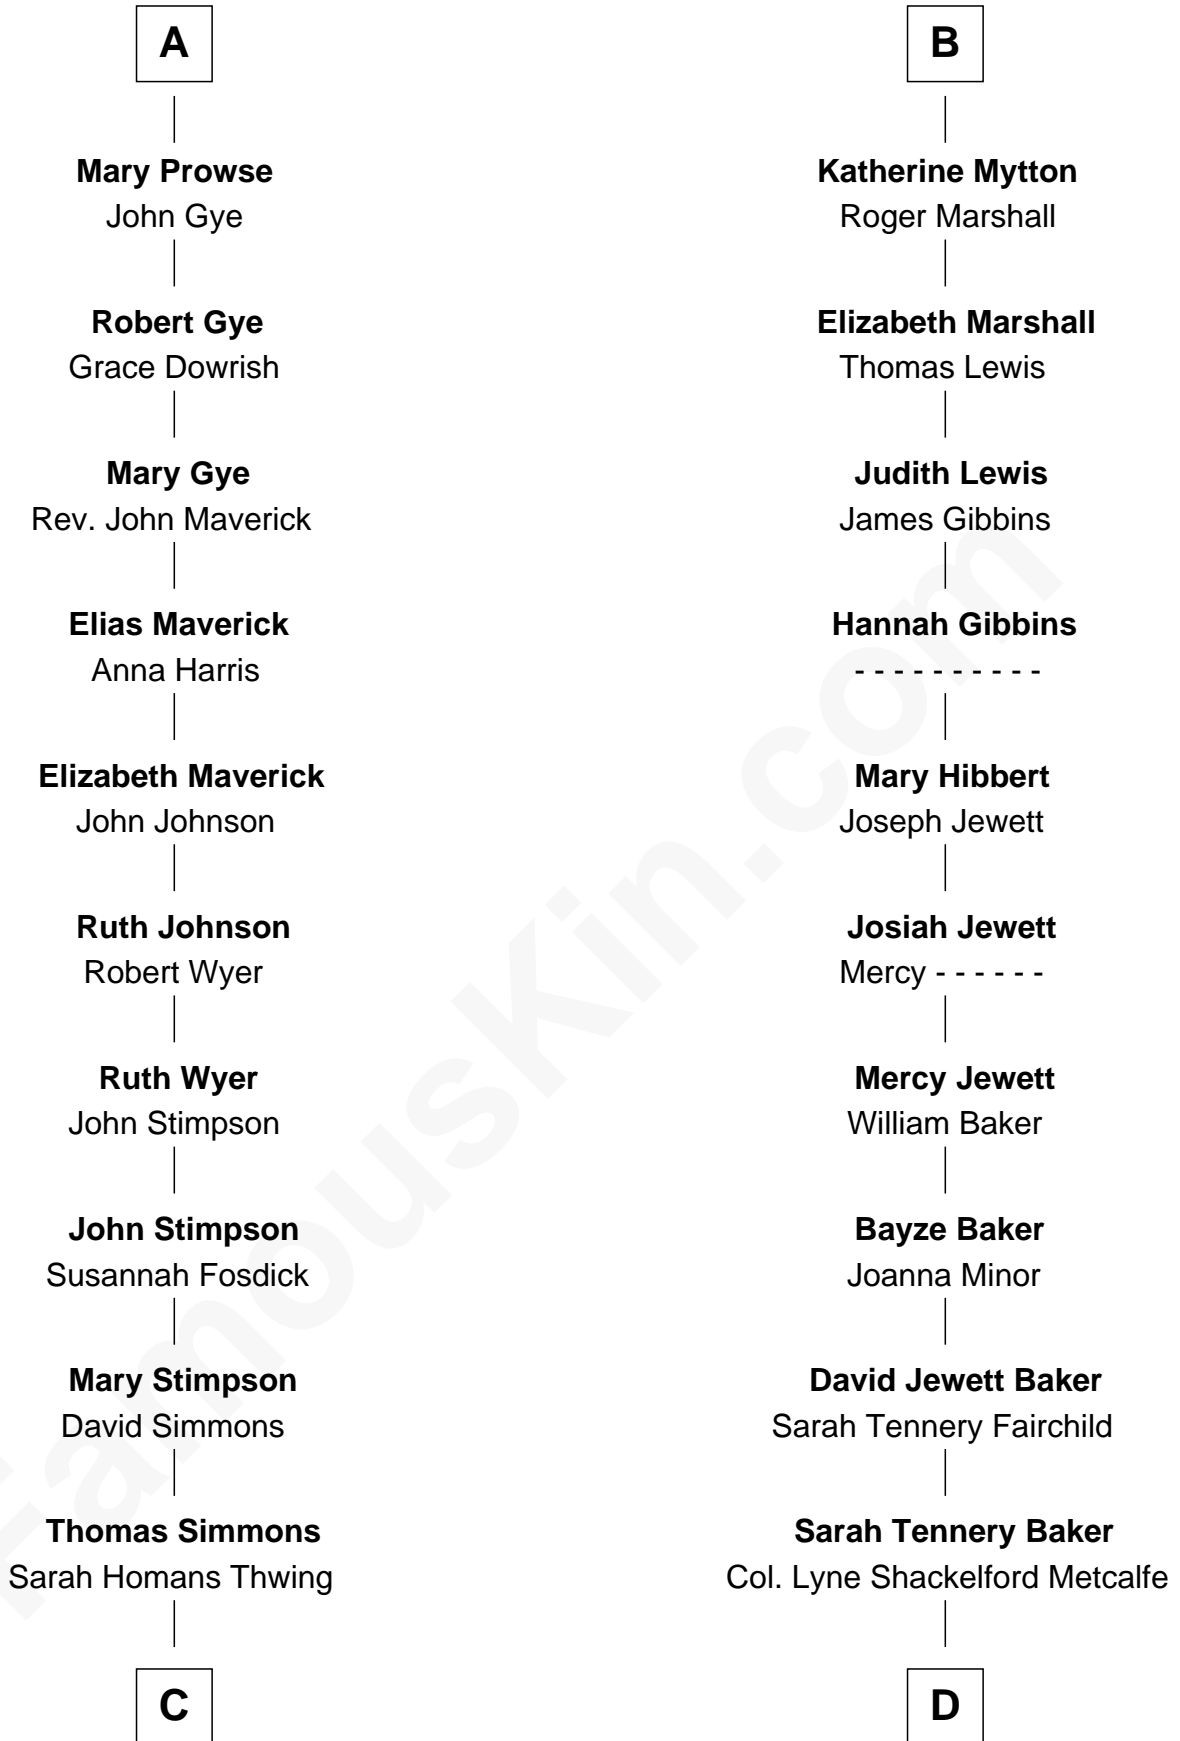 A
Mary Prowse
John Gye
Robert Gye
Grace Dowrish
Mary Gye
Rev. John Maverick
Elias Maverick
Anna Harris
Elizabeth Maverick
John Johnson
Ruth Johnson
Robert Wyer
Ruth Wyer
John Stimpson
John Stimpson
Susannah Fosdick
Mary Stimpson
David Simmons
Thomas Simmons
Sarah Homans Thwing
C
B
Katherine Mytton
Roger Marshall
Elizabeth Marshall
Thomas Lewis
Judith Lewis
James Gibbins
Hannah Gibbins
- - - - - - - - - -
Mary Hibbert
Joseph Jewett
Josiah Jewett
Mercy - - - - - -
Mercy Jewett
William Baker
Bayze Baker
Joanna Minor
David Jewett Baker
Sarah Tennery Fairchild
Sarah Tennery Baker
Col. Lyne Shackelford Metcalfe
D
FamousKin.com